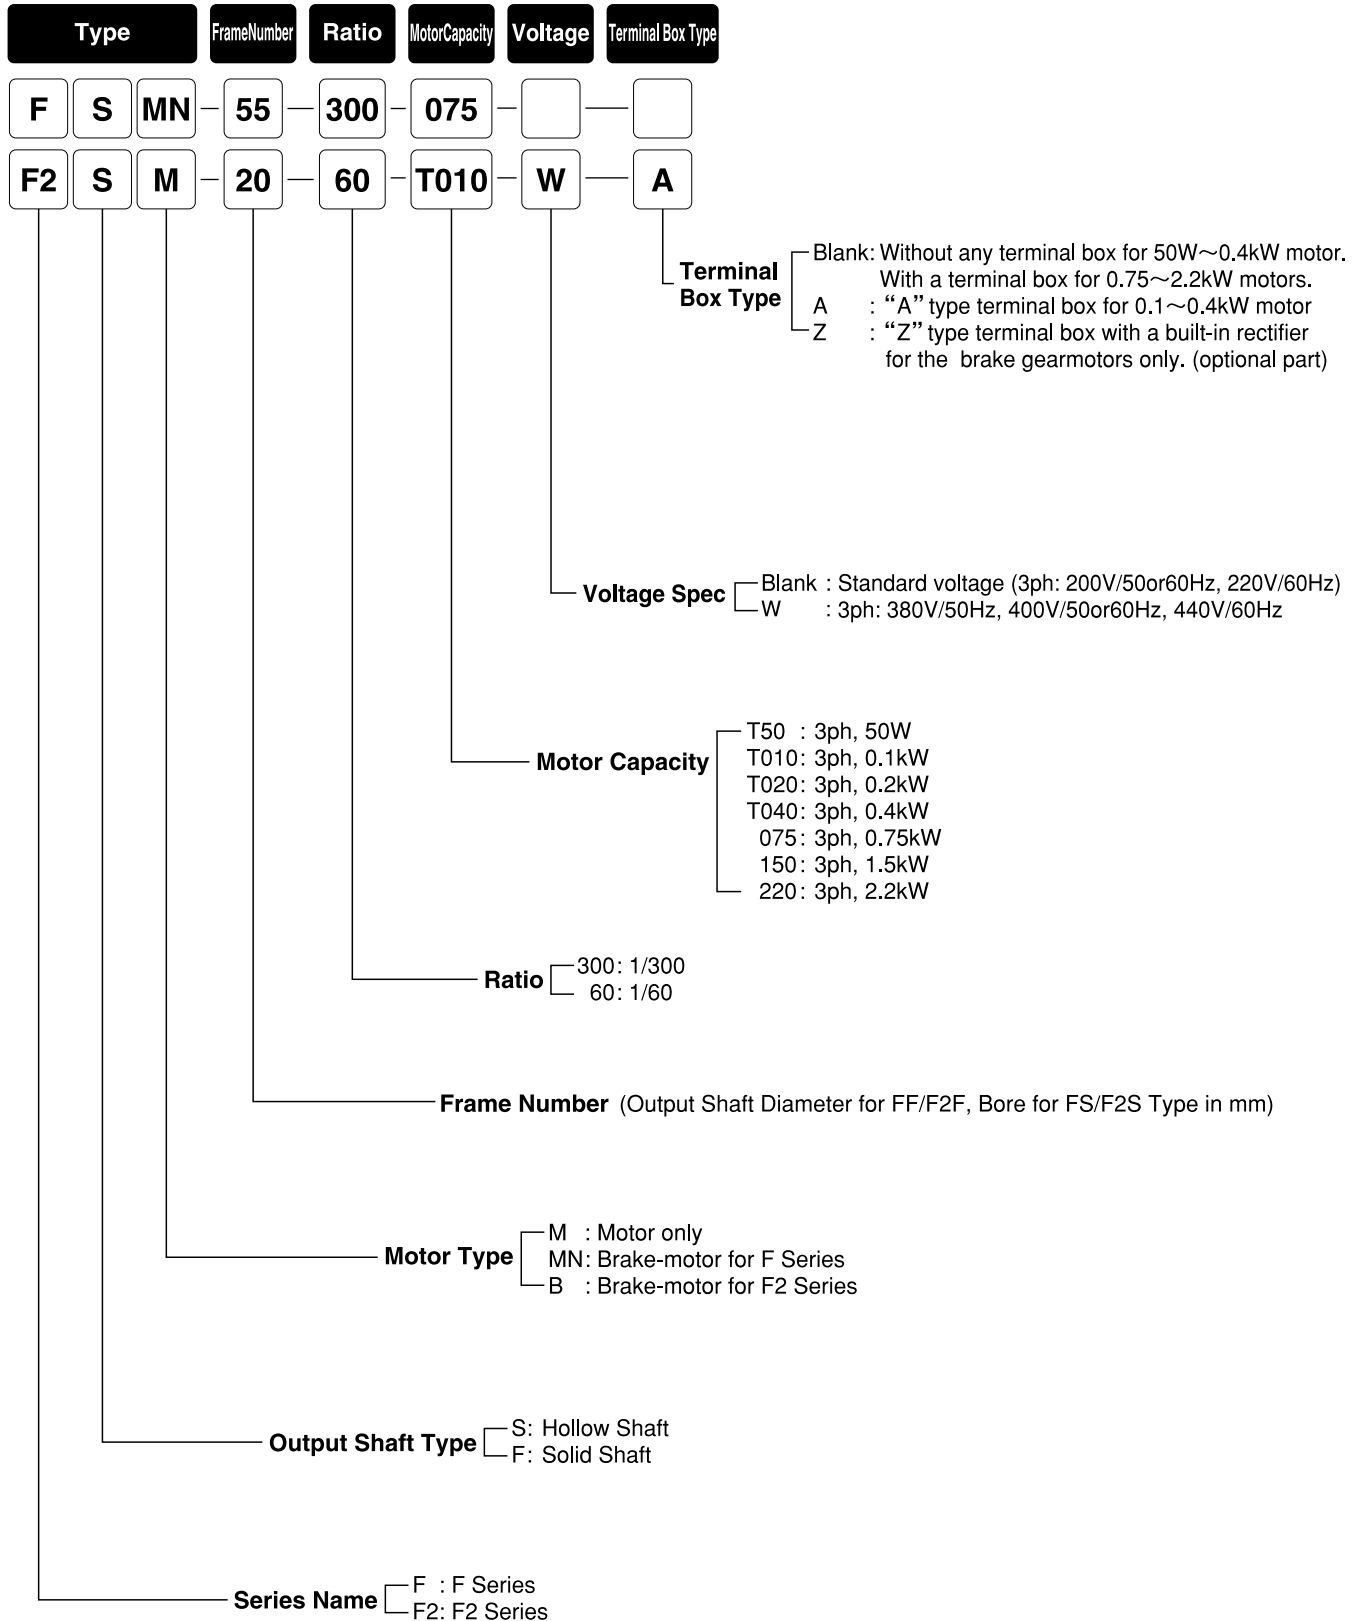 Type FrameNumber Ratio MotorCapacity Voltage Terminal Box Type
F S MN 55 300 075
F2 S M 20 60 T010 W A
Terminal Box Type
Blank: Without any terminal box for 50W～0.4kW motor.
With a terminal box for 0.75～2.2kW motors.
A : “A” type terminal box for 0.1～0.4kW motor
Z : “Z” type terminal box with a built-in rectifier
for the brake gearmotors only. (optional part)
Voltage Spec
Blank : Standard voltage (3ph: 200V/50or60Hz, 220V/60Hz)
W : 3ph: 380V/50Hz, 400V/50or60Hz, 440V/60Hz
Motor Capacity
T50 : 3ph, 50W
T010: 3ph, 0.1kW
T020: 3ph, 0.2kW
T040: 3ph, 0.4kW
075: 3ph, 0.75kW
150: 3ph, 1.5kW
220: 3ph, 2.2kW
Ratio
300: 1/300
60: 1/60
Frame Number (Output Shaft Diameter for FF/F2F, Bore for FS/F2S Type in mm)
Motor Type
M : Motor only
MN: Brake-motor for F Series
B : Brake-motor for F2 Series
Output Shaft Type
S: Hollow Shaft
F: Solid Shaft
Series Name
F : F Series
F2: F2 Series